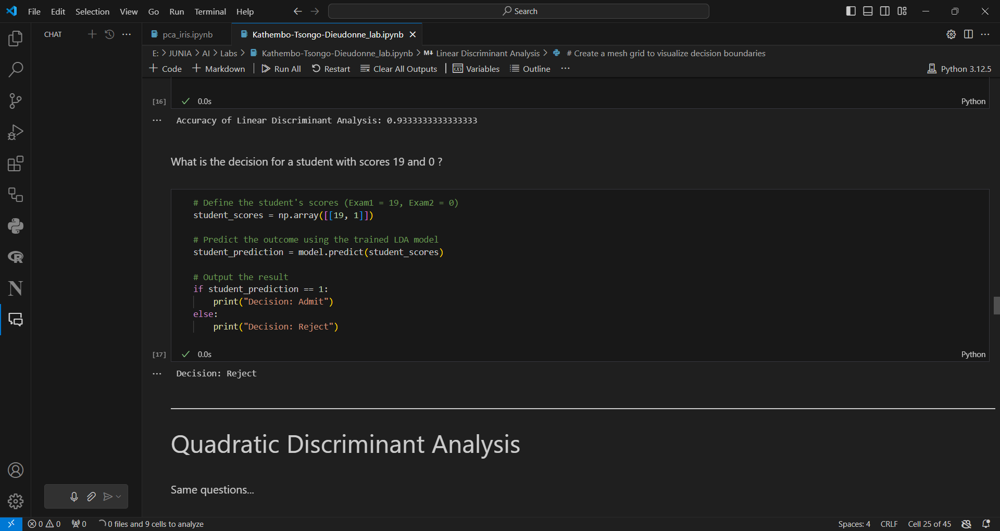 File Edit Selection View Go Run Terminal Help
Search
CHAT
pca_iris.ipynb
Kathembo-Tsongo-Dieudonne_lab.ipynb
E: > JUNIA > AI > Labs > Kathembo-Tsongo-Dieudonne_lab.ipynb > M↓ Linear Discriminant Analysis > # Create a mesh grid to visualize decision boundaries
+ Code + Markdown | Run All Restart Clear All Outputs | Variables Outline ...
Python 3.12.5
[16] ✓ 0.0s
Python
... Accuracy of Linear Discriminant Analysis: 0.9333333333333333
What is the decision for a student with scores 19 and 0 ?
# Define the student's scores (Exam1 = 19, Exam2 = 0)
student_scores = np.array([[19, 1]])
# Predict the outcome using the trained LDA model
student_prediction = model.predict(student_scores)
# Output the result
if student_prediction == 1:
    print("Decision: Admit")
else:
    print("Decision: Reject")
[17] ✓ 0.0s
Python
... Decision: Reject
Quadratic Discriminant Analysis
Same questions...
0 0 0 0 files and 9 cells to analyze
Spaces: 4 CRLF Cell 25 of 45